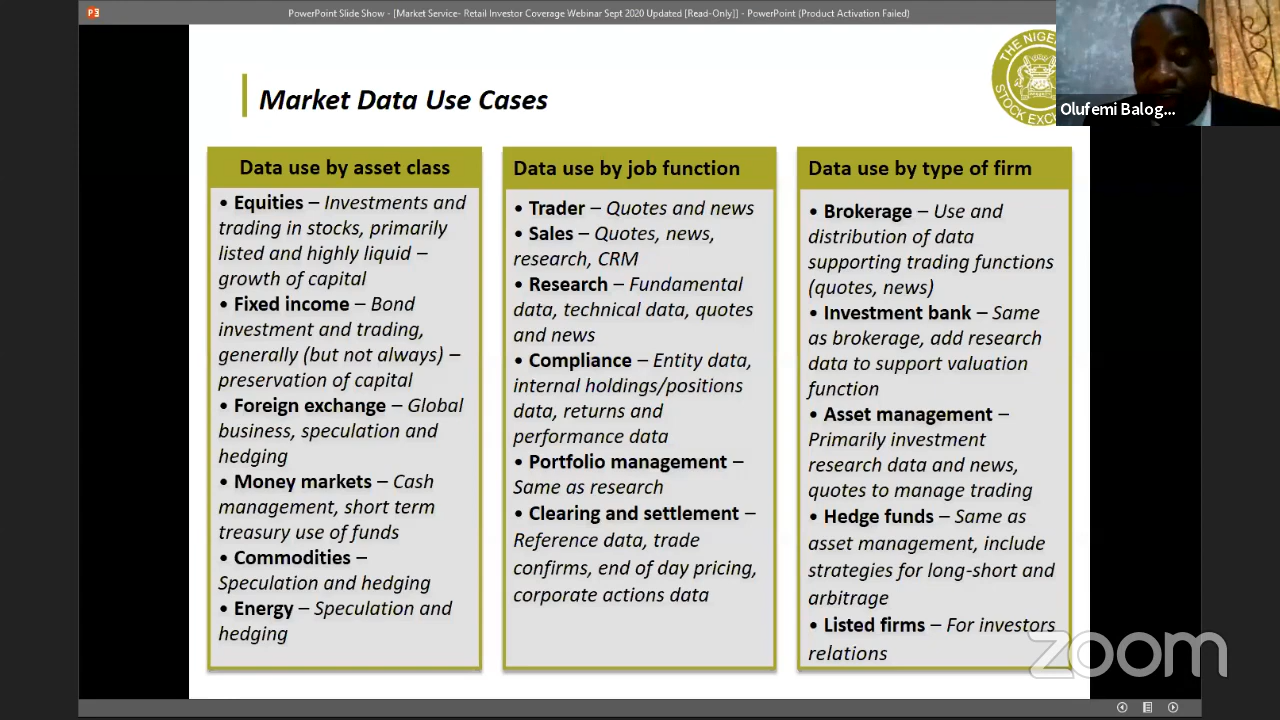 PowerPoint Slide Show - [Market Service- Retail Investor Coverage Webinar Sept 2020 Updated [Read-Only]] - PowerPoint (Product Activation Failed)
THE NIGE
STOCK EXC
Olufemi Balog...
Market Data Use Cases
Data use by asset class
• Equities – Investments and
trading in stocks, primarily
listed and highly liquid –
growth of capital
• Fixed income – Bond
investment and trading,
generally (but not always) –
preservation of capital
• Foreign exchange – Global
business, speculation and
hedging
• Money markets – Cash
management, short term
treasury use of funds
• Commodities –
Speculation and hedging
• Energy – Speculation and
hedging
Data use by job function
• Trader – Quotes and news
• Sales – Quotes, news,
research, CRM
• Research – Fundamental
data, technical data, quotes
and news
• Compliance – Entity data,
internal holdings/positions
data, returns and
performance data
• Portfolio management –
Same as research
• Clearing and settlement –
Reference data, trade
confirms, end of day pricing,
corporate actions data
Data use by type of firm
• Brokerage – Use and
distribution of data
supporting trading functions
(quotes, news)
• Investment bank – Same
as brokerage, add research
data to support valuation
function
• Asset management –
Primarily investment
research data and news,
quotes to manage trading
• Hedge funds – Same as
asset management, include
strategies for long-short and
arbitrage
• Listed firms – For investors
relations
zoom